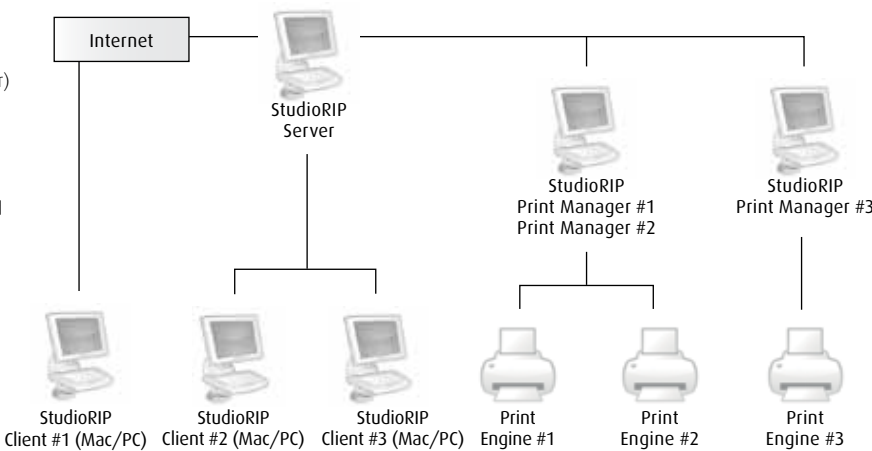 Internet
StudioRIP
Server
StudioRIP
Print Manager #1
Print Manager #2
StudioRIP
Print Manager #3
StudioRIP
Client #1 (Mac/PC)
StudioRIP
Client #2 (Mac/PC)
StudioRIP
Client #3 (Mac/PC)
Print
Engine #1
Print
Engine #2
Print
Engine #3